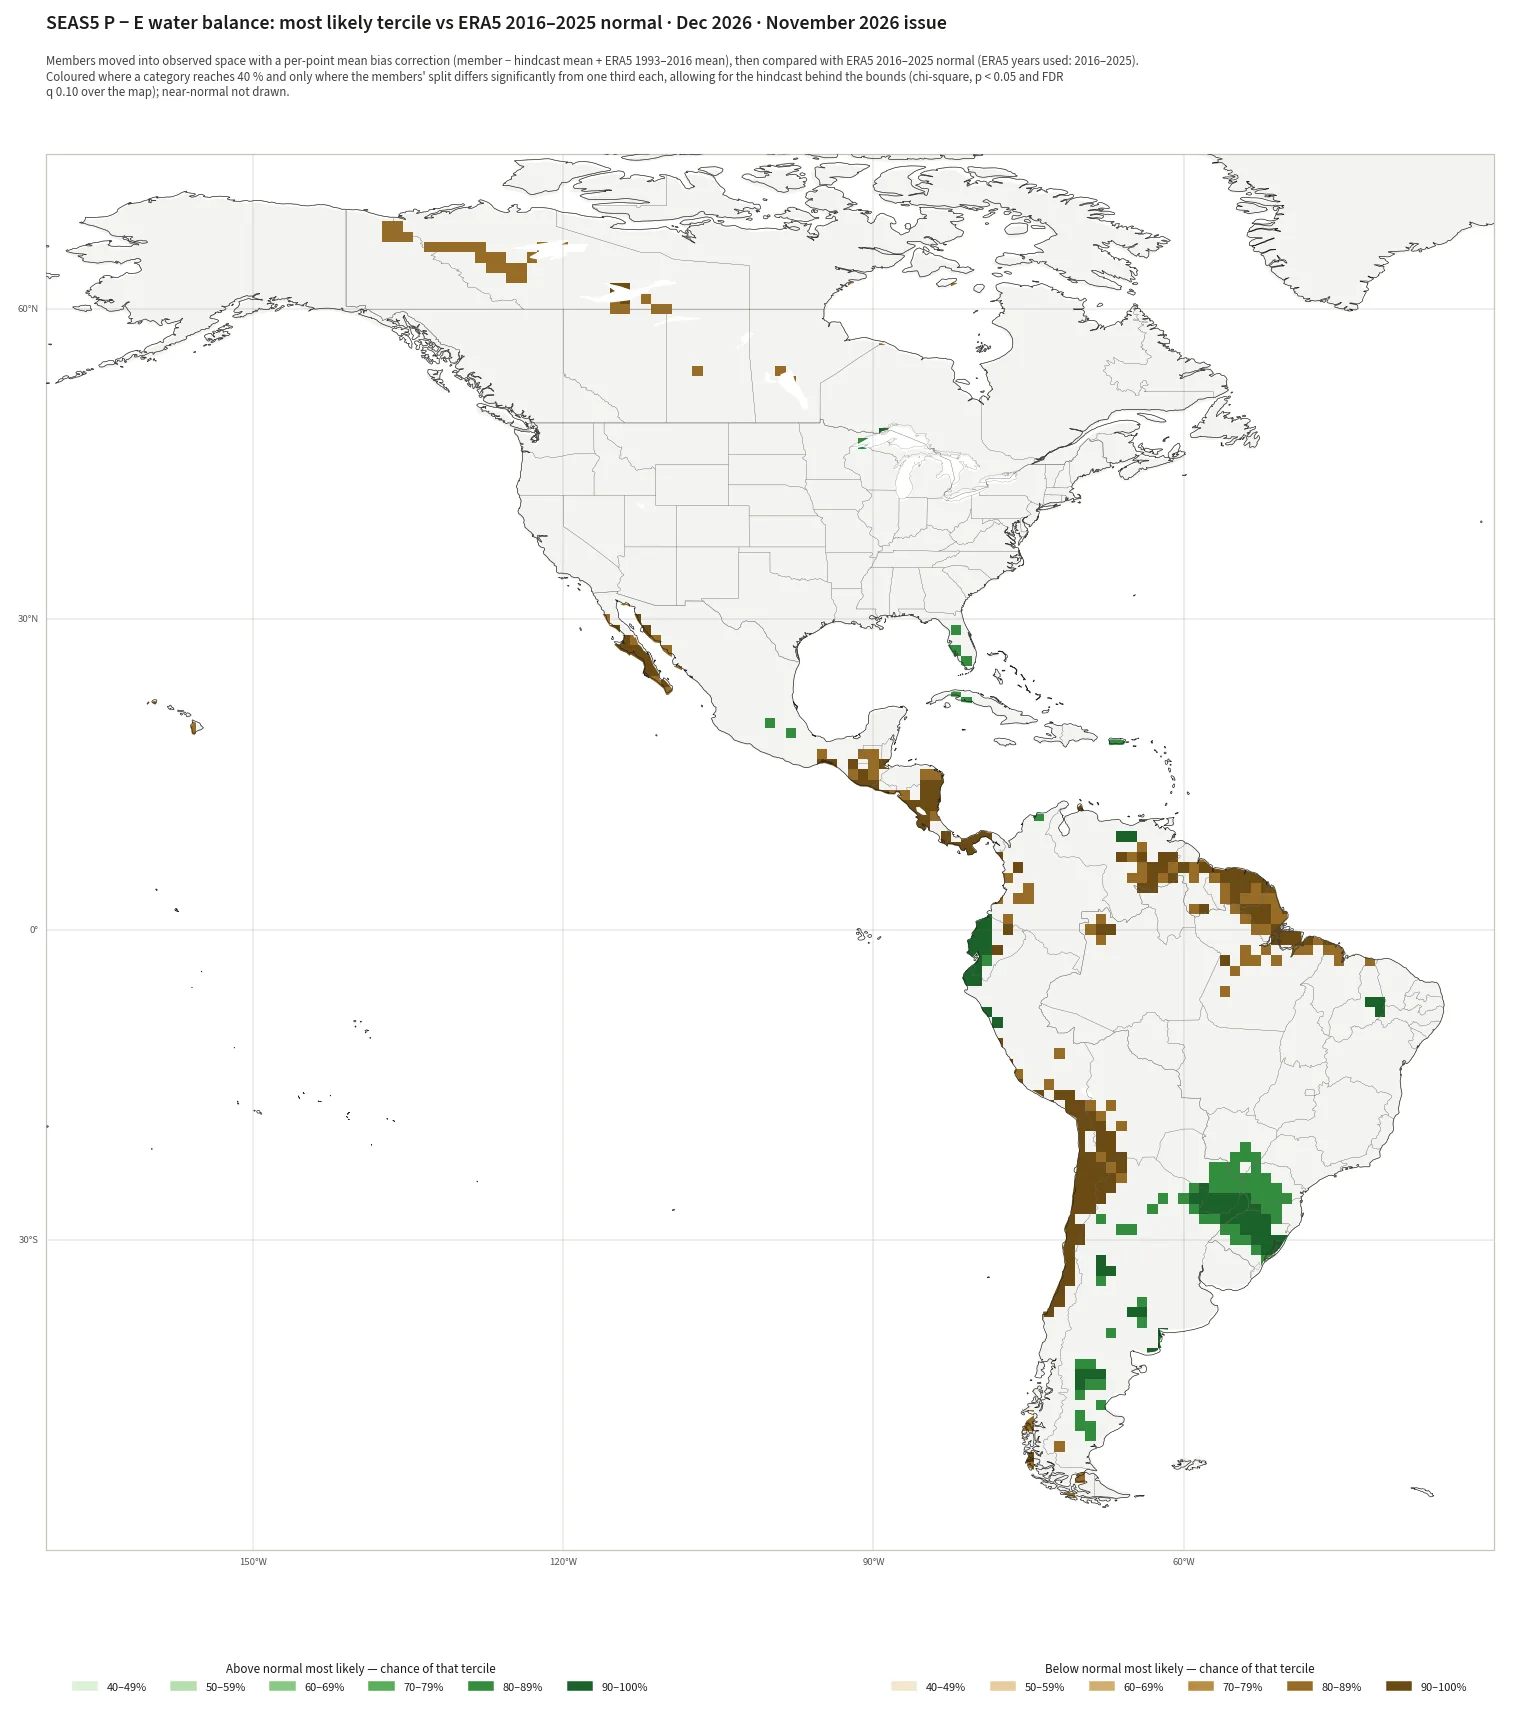 SEAS5 P − E water balance: most likely tercile vs ERA5 2016–2025 normal · Dec 2026 · November 2026 issue
Members moved into observed space with a per-point mean bias correction (member − hindcast mean + ERA5 1993–2016 mean), then compared with ERA5 2016–2025 normal (ERA5 years used: 2016–2025).
Coloured where a category reaches 40 % and only where the members' split differs significantly from one third each, allowing for the hindcast behind the bounds (chi-square, p < 0.05 and FDR
q 0.10 over the map); near-normal not drawn.
60°N
30°N
0°
30°S
150°W
120°W
90°W
60°W
Above normal most likely — chance of that tercile
40–49%
50–59%
60–69%
70–79%
80–89%
90–100%
Below normal most likely — chance of that tercile
40–49%
50–59%
60–69%
70–79%
80–89%
90–100%